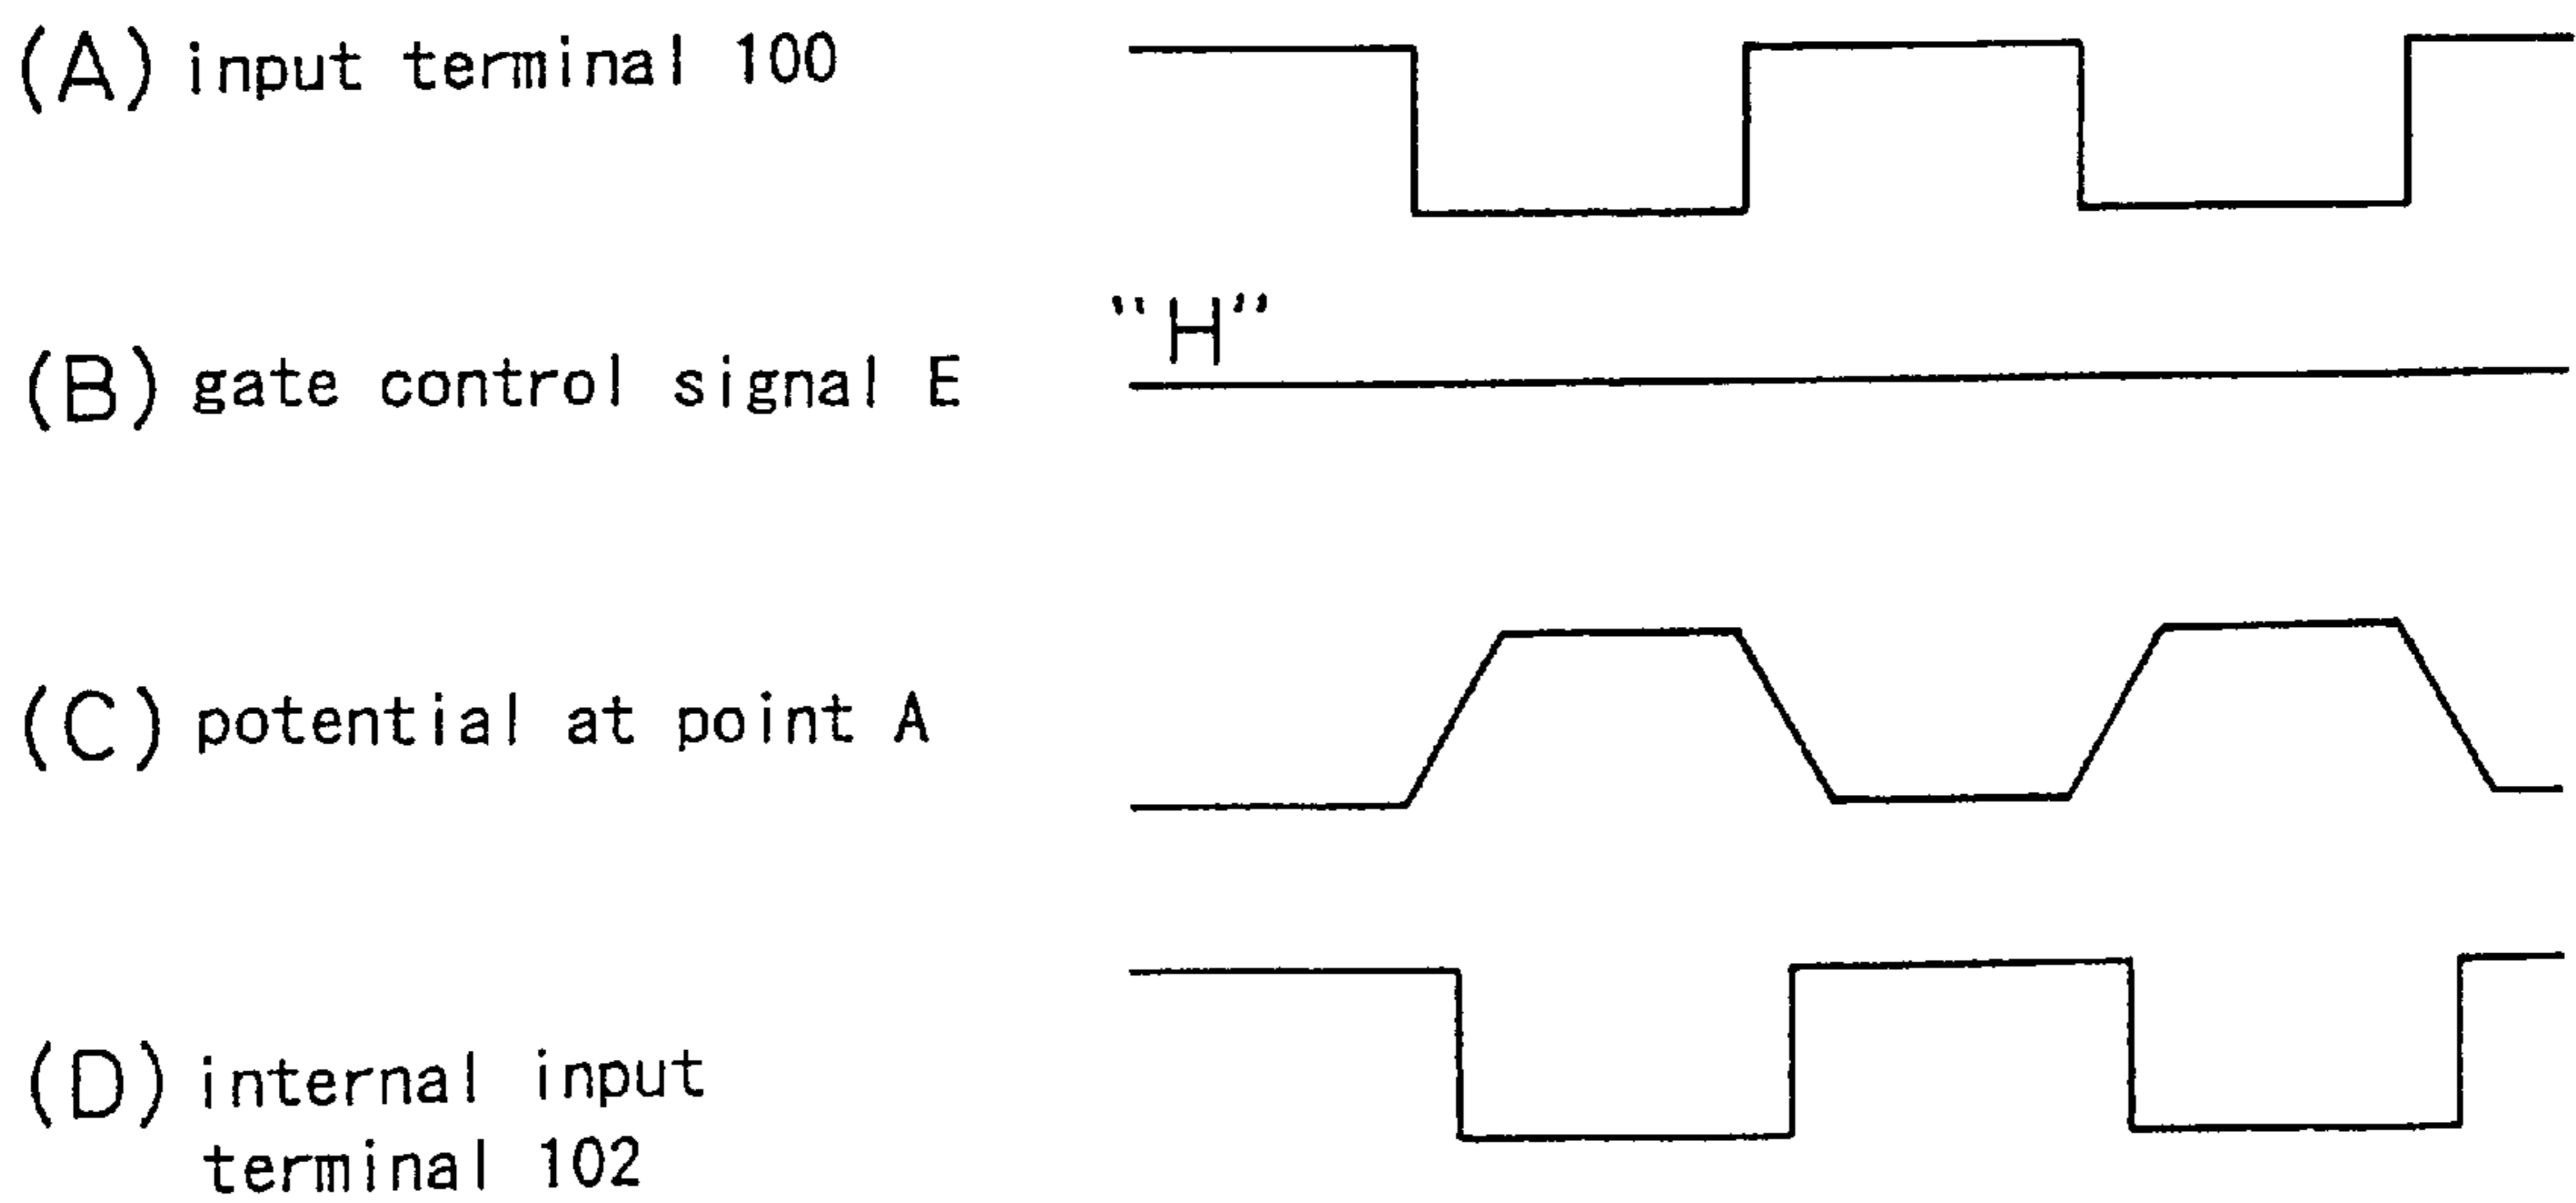 (A) input terminal 100
"H"
(B) gate control signal E
(C) potential at point A
(D) internal input
terminal 102